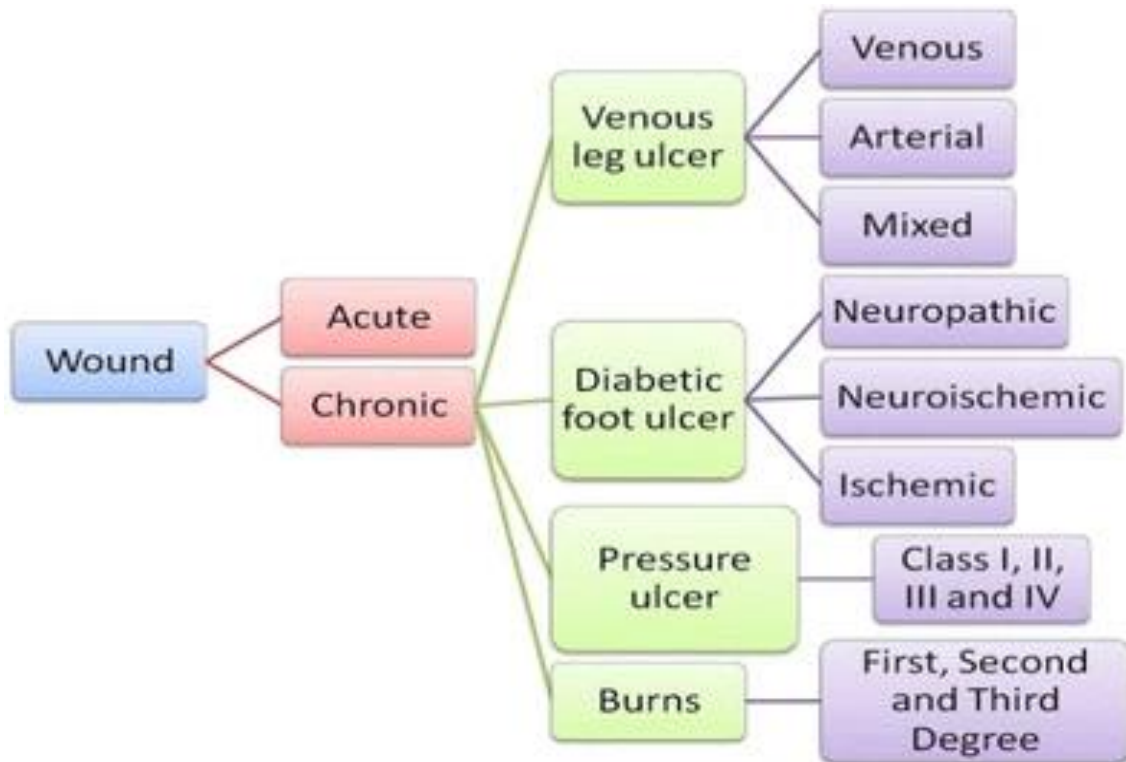 Wound
Acute
Chronic
Venous
leg ulcer
Diabetic
foot ulcer
Pressure
ulcer
Burns
Venous
Arterial
Mixed
Neuropathic
Neuroischemic
Ischemic
Class I, II,
III and IV
First, Second
and Third
Degree